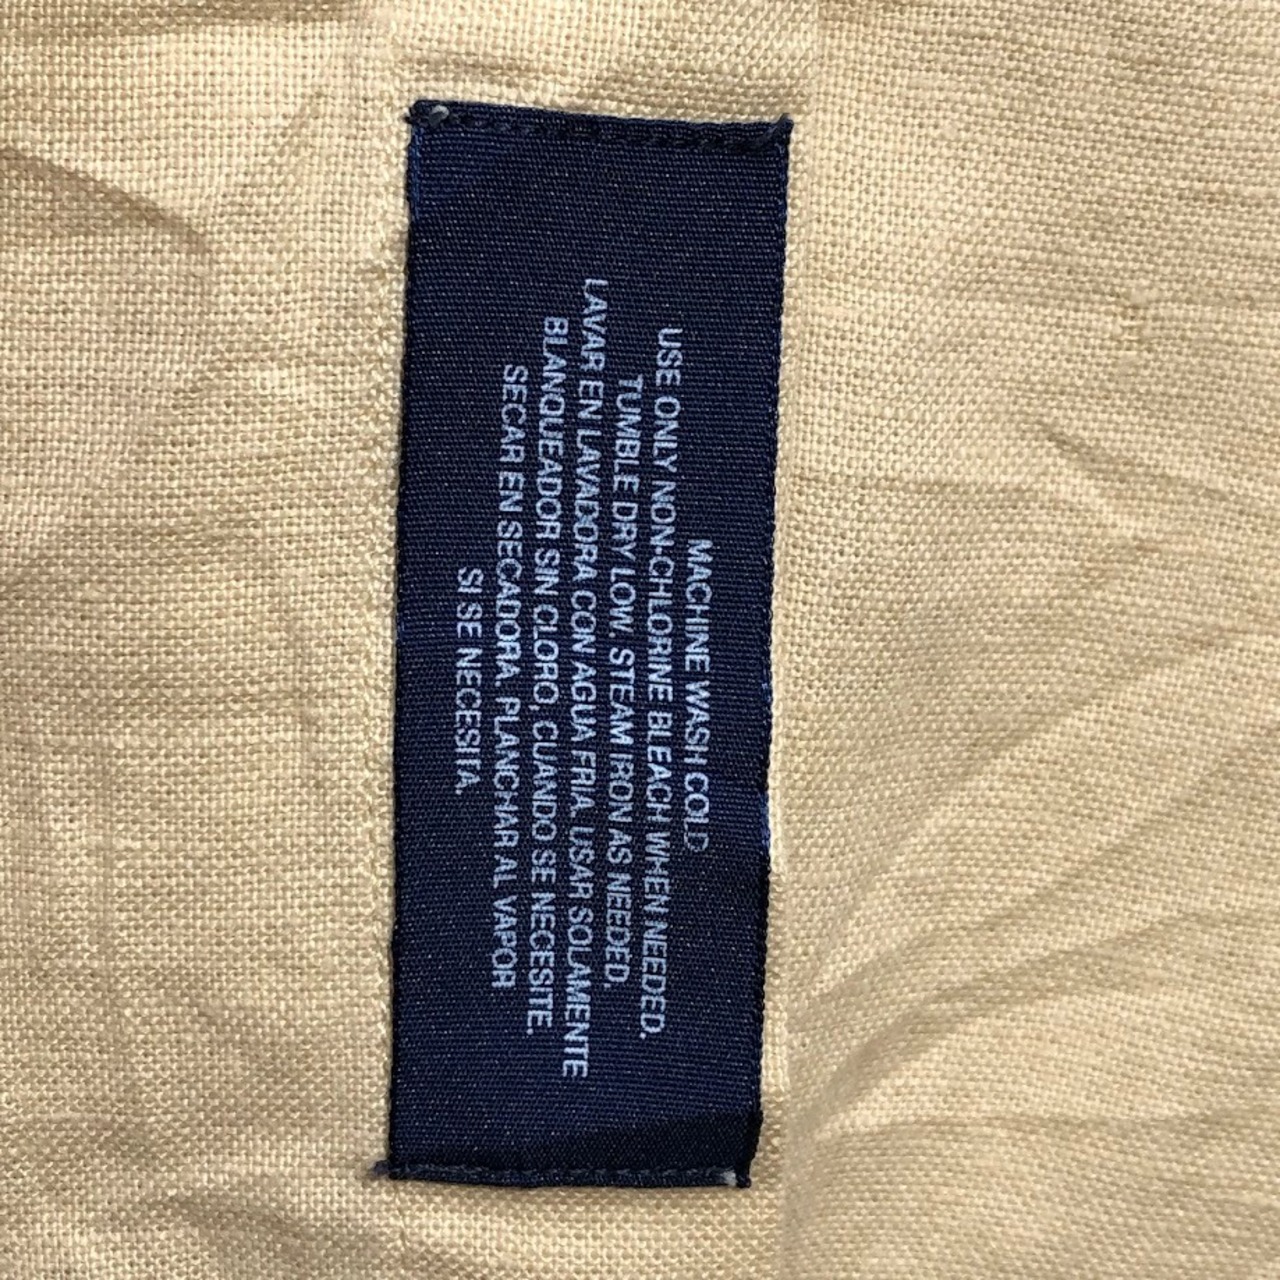 MACHINE WASH COLD
USE ONLY NON-CHLORINE BLEACH WHEN NEEDED.
TUMBLE DRY LOW. STEAM IRON AS NEEDED.
LAVAR EN LAVADORA CON AGUA FRIA. USAR SOLAMENTE
BLANQUEADOR SIN CLORO, CUANDO SE NECESITE.
SECAR EN SECADORA. PLANCHAR AL VAPOR
SI SE NECESITA.